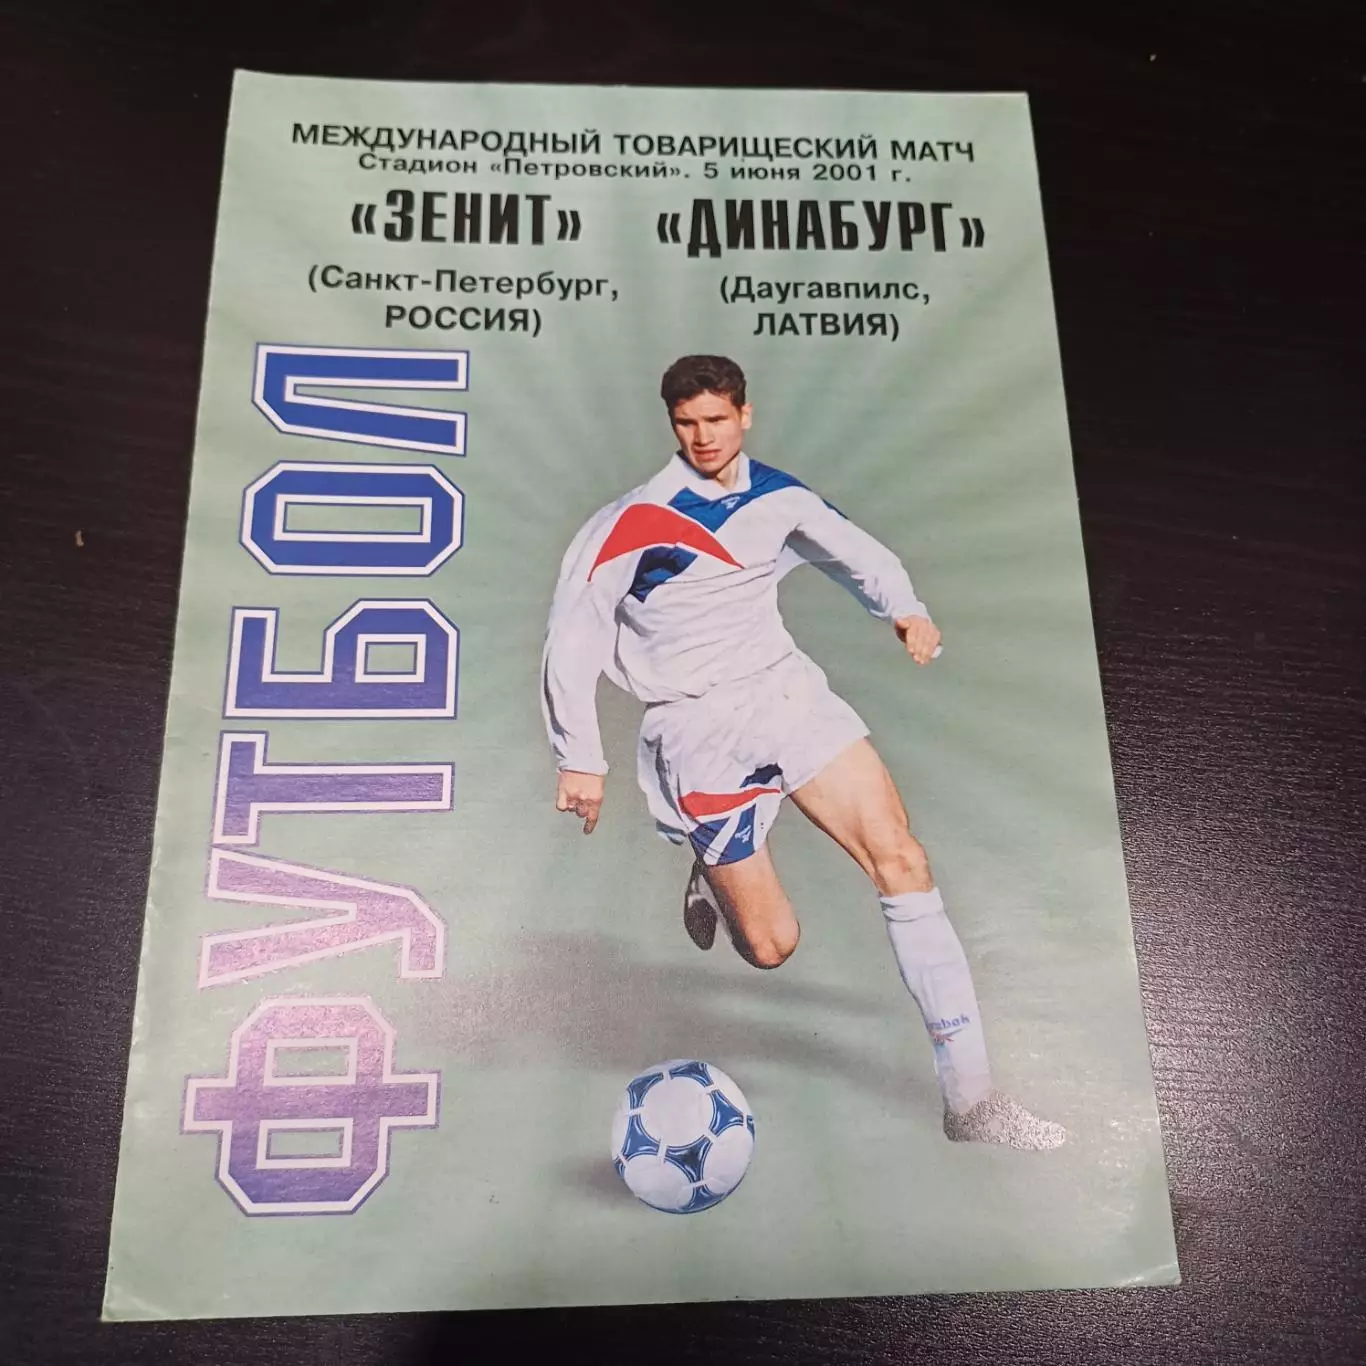 МЕЖДУНАРОДНЫЙ ТОВАРИЩЕСКИЙ МАТЧ
Стадион «Петровский». 5 июня 2001 г.
«ЗЕНИТ» «ДИНАБУРГ»
(Санкт-Петербург, РОССИЯ)
(Даугавпилс, ЛАТВИЯ)
ФУТБОЛ